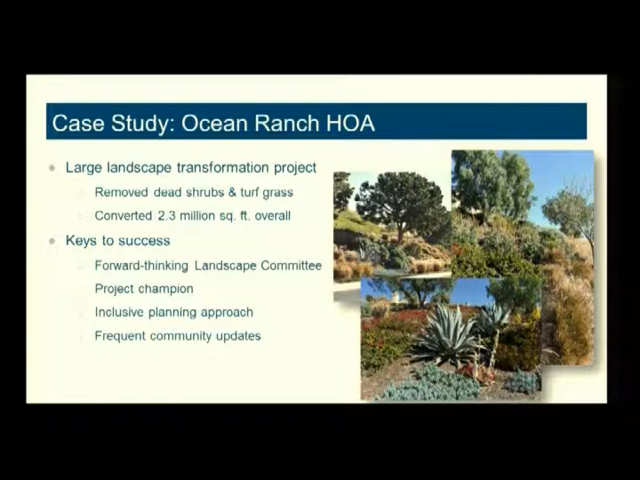 Case Study: Ocean Ranch HOA
Large landscape transformation project
Removed dead shrubs & turf grass
Converted 2.3 million sq. ft. overall
Keys to success
Forward-thinking Landscape Committee
Project champion
Inclusive planning approach
Frequent community updates